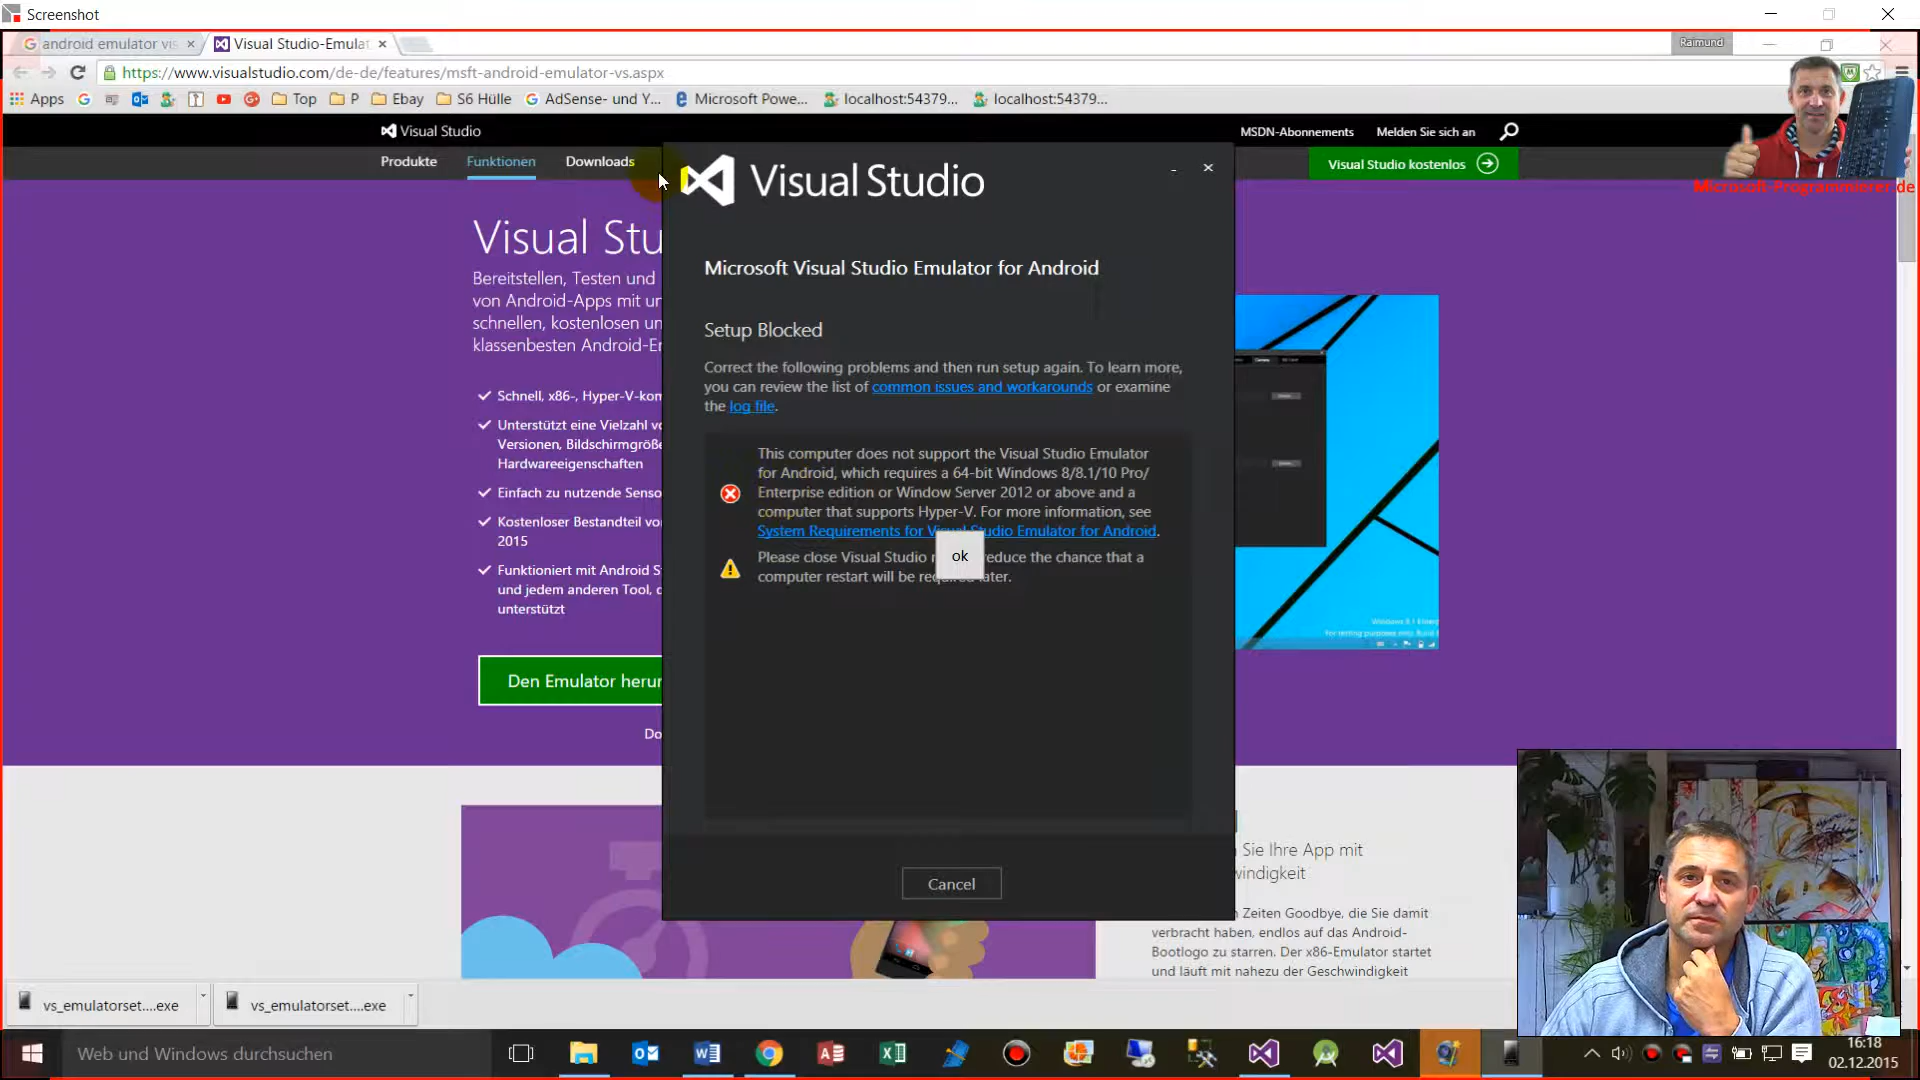 Screenshot
android emulator vis
Visual Studio-Emulat
Raimund
https://www.visualstudio.com/de-de/features/msft-android-emulator-vs.aspx
Apps
Top
P
Ebay
S6 Hülle
AdSense- und Y...
Microsoft Powe...
localhost:54379...
localhost:54379...
Visual Studio
MSDN-Abonnements
Melden Sie sich an
Produkte
Funktionen
Downloads
Visual Studio kostenlos
Microsoft-Programmierer.de
Visual Stu
Bereitstellen, Testen und
von Android-Apps mit un
schnellen, kostenlosen un
klassenbesten Android-Er
Schnell, x86-, Hyper-V-kom
Unterstützt eine Vielzahl vo
Versionen, Bildschirmgröße
Hardwareeigenschaften
Einfach zu nutzende Senso
Kostenloser Bestandteil vo
2015
Funktioniert mit Android S
und jedem anderen Tool, d
unterstützt
Den Emulator herun
Do
Visual Studio
Microsoft Visual Studio Emulator for Android
Setup Blocked
Correct the following problems and then run setup again. To learn more,
you can review the list of common issues and workarounds or examine
the log file.
This computer does not support the Visual Studio Emulator
for Android, which requires a 64-bit Windows 8/8.1/10 Pro/
Enterprise edition or Window Server 2012 or above and a
computer that supports Hyper-V. For more information, see
System Requirements for Visual Studio Emulator for Android.
Please close Visual Studio reduce the chance that a
computer restart will be required later.
ok
Cancel
Sie Ihre App mit
windigkeit
n Zeiten Goodbye, die Sie damit
verbracht haben, endlos auf das Android-
Bootlogo zu starren. Der x86-Emulator startet
und läuft mit nahezu der Geschwindigkeit
vs_emulatorset....exe
vs_emulatorset....exe
Web und Windows durchsuchen
16:18
02.12.2015